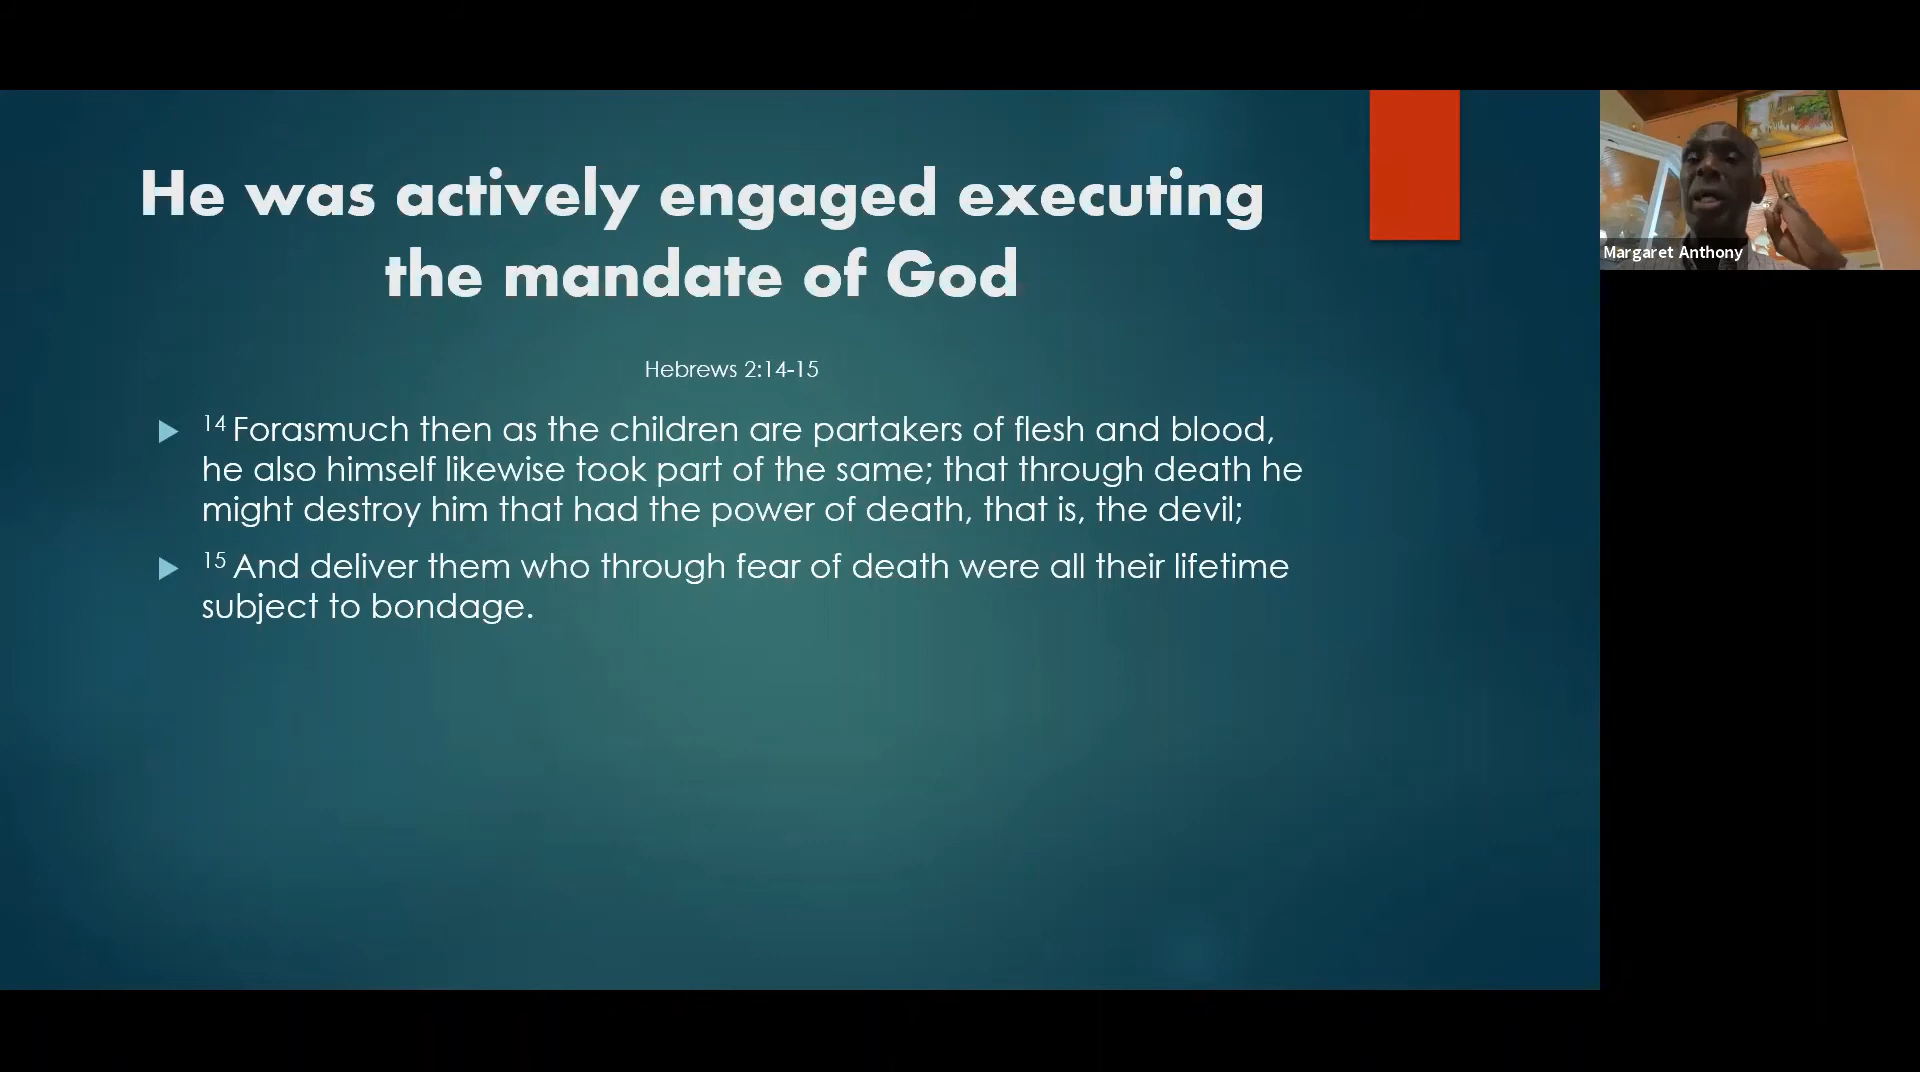 He was actively engaged executing
the mandate of God
Margaret Anthony
Hebrews 2:14-15
14 Forasmuch then as the children are partakers of flesh and blood,
he also himself likewise took part of the same; that through death he
might destroy him that had the power of death, that is, the devil;
15 And deliver them who through fear of death were all their lifetime
subject to bondage.